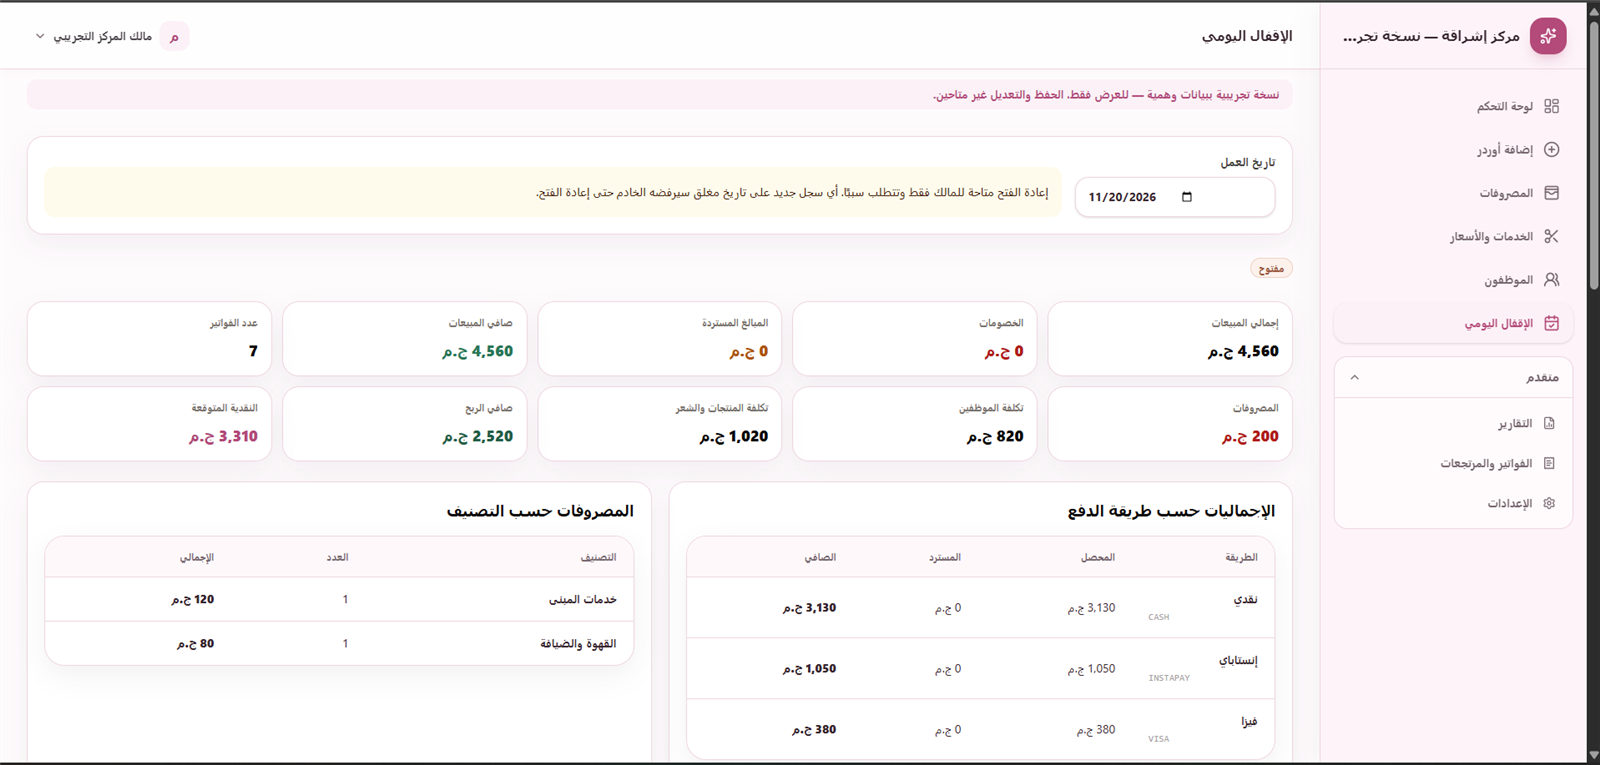 مركز إشراقة — نسخة تجر...
الإقفال اليومي
م
مالك المركز التجريبي
لوحة التحكم
إضافة أوردر
المصروفات
الخدمات والأسعار
الموظفون
الإقفال اليومي
متقدم
التقارير
الفواتير والمرتجعات
الإعدادات
نسخة تجريبية ببيانات وهمية — للعرض فقط. الحفظ والتعديل غير متاحين.
تاريخ العمل
11/20/2026
إعادة الفتح متاحة للمالك فقط وتتطلب سببًا. أي سجل جديد على تاريخ مغلق سيرفضه الخادم حتى إعادة الفتح.
مفتوح
إجمالي المبيعات
4,560 ج.م
الخصومات
0 ج.م
المبالغ المستردة
0 ج.م
صافي المبيعات
4,560 ج.م
عدد الفواتير
7
المصروفات
200 ج.م
تكلفة الموظفين
820 ج.م
تكلفة المنتجات والشعر
1,020 ج.م
صافي الربح
2,520 ج.م
النقدية المتوقعة
3,310 ج.م
الإجماليات حسب طريقة الدفع
الطريقة المحصل المسترد الصافي
نقدي CASH 3,130 ج.م 0 ج.م 3,130 ج.م
إنستاباي INSTAPAY 1,050 ج.م 0 ج.م 1,050 ج.م
فيزا VISA 380 ج.م 0 ج.م 380 ج.م
المصروفات حسب التصنيف
التصنيف العدد الإجمالي
خدمات المبنى 1 120 ج.م
القهوة والضيافة 1 80 ج.م